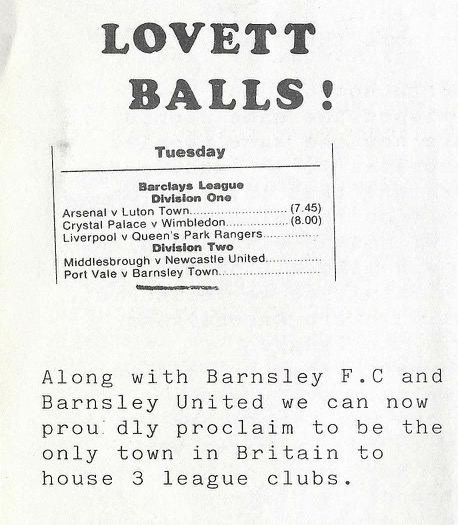 LOVETT
BALLS!
Tuesday
Barclays League
Division One
Arsenal v Luton Town............................ (7.45)
Crystal Palace v Wimbledon.................. (8.00)
Liverpool v Queen's Park Rangers...............
Division Two
Middlesbrough v Newcastle United...............
Port Vale v Barnsley Town...........................
Along with Barnsley F.C and
Barnsley United we can now
prou dly proclaim to be the
only town in Britain to
house 3 league clubs.